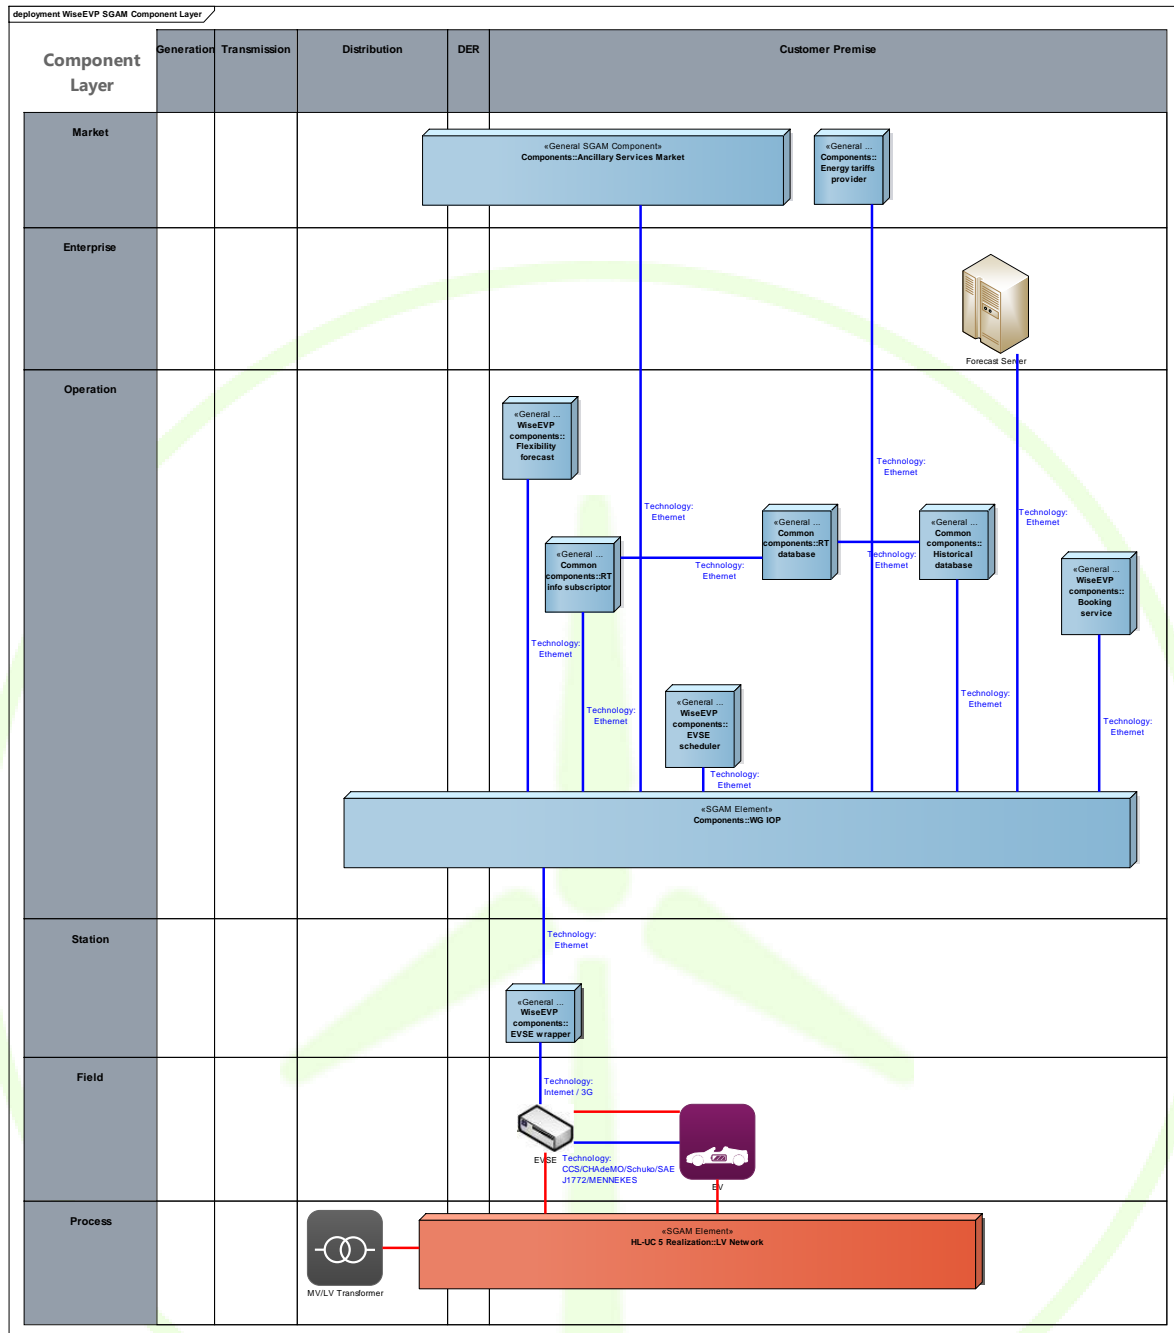 deployment WiseEVP SGAM Component Layer
Component
Layer
Generation
Transmission
Distribution
DER
Customer Premise
Market
«General SGAM Component»
Components::Ancillary Services Market
«General ...
Components::
Energy tariffs
provider
Enterprise
Forecast Server
Operation
«General ...
WiseEVP
components::
Flexibility
forecast
Technology:
Ethernet
Technology:
Ethernet
Technology:
Ethernet
«General ...
Common
components::RT
database
«General ...
Common
components::
Historical
database
«General ...
Common
components::RT
info subscriptor
Technology:
Ethernet
Technology:
Ethernet
«General ...
WiseEVP
components::
Booking
service
Technology:
Ethernet
Technology:
Ethernet
«General ...
WiseEVP
components::
EVSE
scheduler
Technology:
Ethernet
Technology:
Ethernet
Technology:
Ethernet
«SGAM Element»
Components::WG IOP
Station
Technology:
Ethernet
«General ...
WiseEVP
components::
EVSE wrapper
Field
Technology:
Internet / 3G
EVSE
Technology:
CCS/CHAdeMO/Schuko/SAE
J1772/MENNEKES
EV
Process
«SGAM Element»
HL-UC 5 Realization::LV Network
MV/LV Transformer